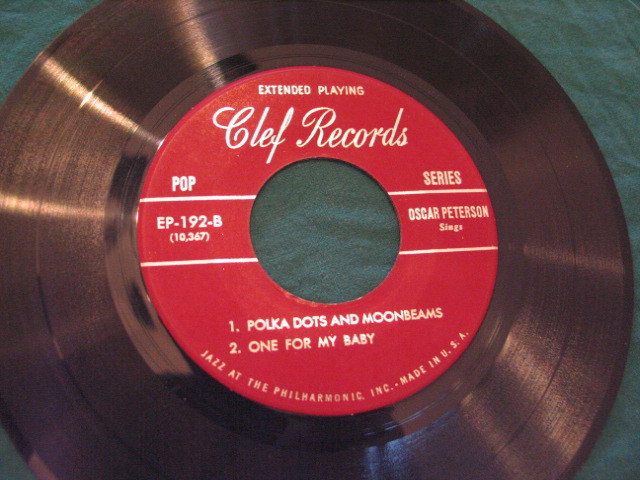 EXTENDED PLAYING
Clef Records
POP SERIES
EP-192-B
(10,367)
OSCAR PETERSON
Sings
1. POLKA DOTS AND MOONBEAMS
2. ONE FOR MY BABY
JAZZ AT THE PHILHARMONIC, INC.-MADE IN U.S.A.